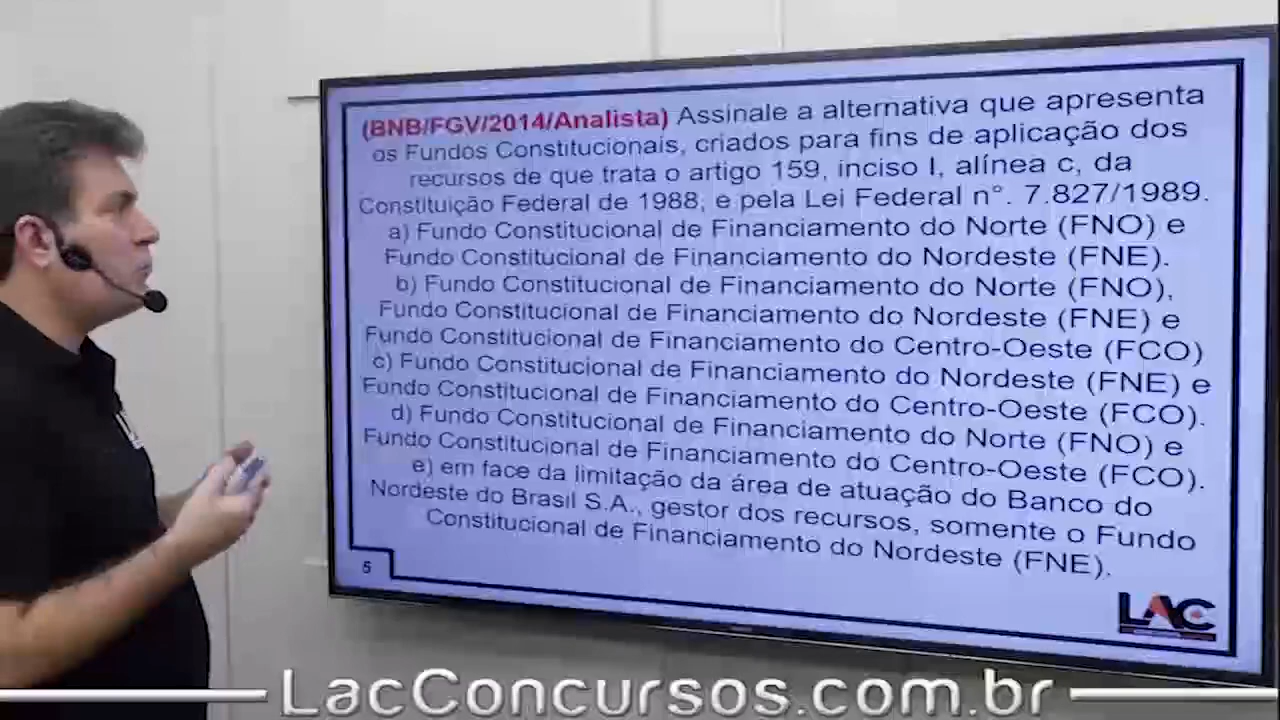 (BNB/FGV/2014/Analista) Assinale a alternativa que apresenta
os Fundos Constitucionais, criados para fins de aplicação dos
recursos de que trata o artigo 159, inciso I, alínea c, da
Constituição Federal de 1988, e pela Lei Federal n°. 7.827/1989.
a) Fundo Constitucional de Financiamento do Norte (FNO) e
Fundo Constitucional de Financiamento do Nordeste (FNE).
b) Fundo Constitucional de Financiamento do Norte (FNO),
Fundo Constitucional de Financiamento do Nordeste (FNE) e
Fundo Constitucional de Financiamento do Centro-Oeste (FCO)
c) Fundo Constitucional de Financiamento do Nordeste (FNE) e
Fundo Constitucional de Financiamento do Centro-Oeste (FCO).
d) Fundo Constitucional de Financiamento do Norte (FNO) e
Fundo Constitucional de Financiamento do Centro-Oeste (FCO).
e) em face da limitação da área de atuação do Banco do
Nordeste do Brasil S.A., gestor dos recursos, somente o Fundo
Constitucional de Financiamento do Nordeste (FNE).
5
LAC
LacConcursos.com.br